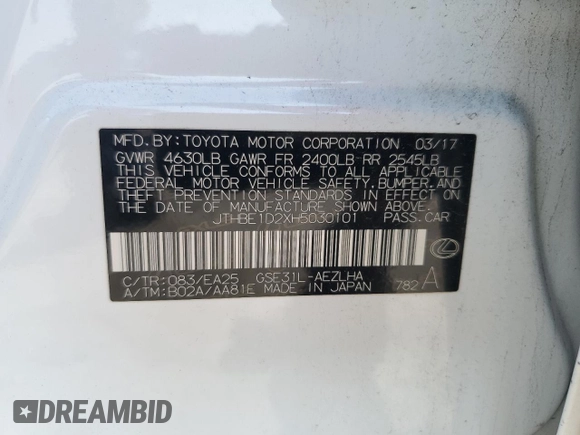 MFD.BY:TOYOTA MOTOR CORPORATION 03/17
GVWR 4630LB GAWR FR 2400LB-RR 2545LB
THIS VEHICLE CONFORMS TO ALL APPLICABLE
FEDERAL MOTOR VEHICLE SAFETY,BUMPER,AND
THEFT PREVENTION STANDARDS IN EFFECT ON
THE DATE OF MANUFACTURE SHOWN ABOVE.
JTHBE1D2XH5030101 PASS.CAR
C/TR:083/EA25 GSE31L-AEZLHA
A/TM:B02A/AA81E MADE IN JAPAN 782 A
DREAMBID